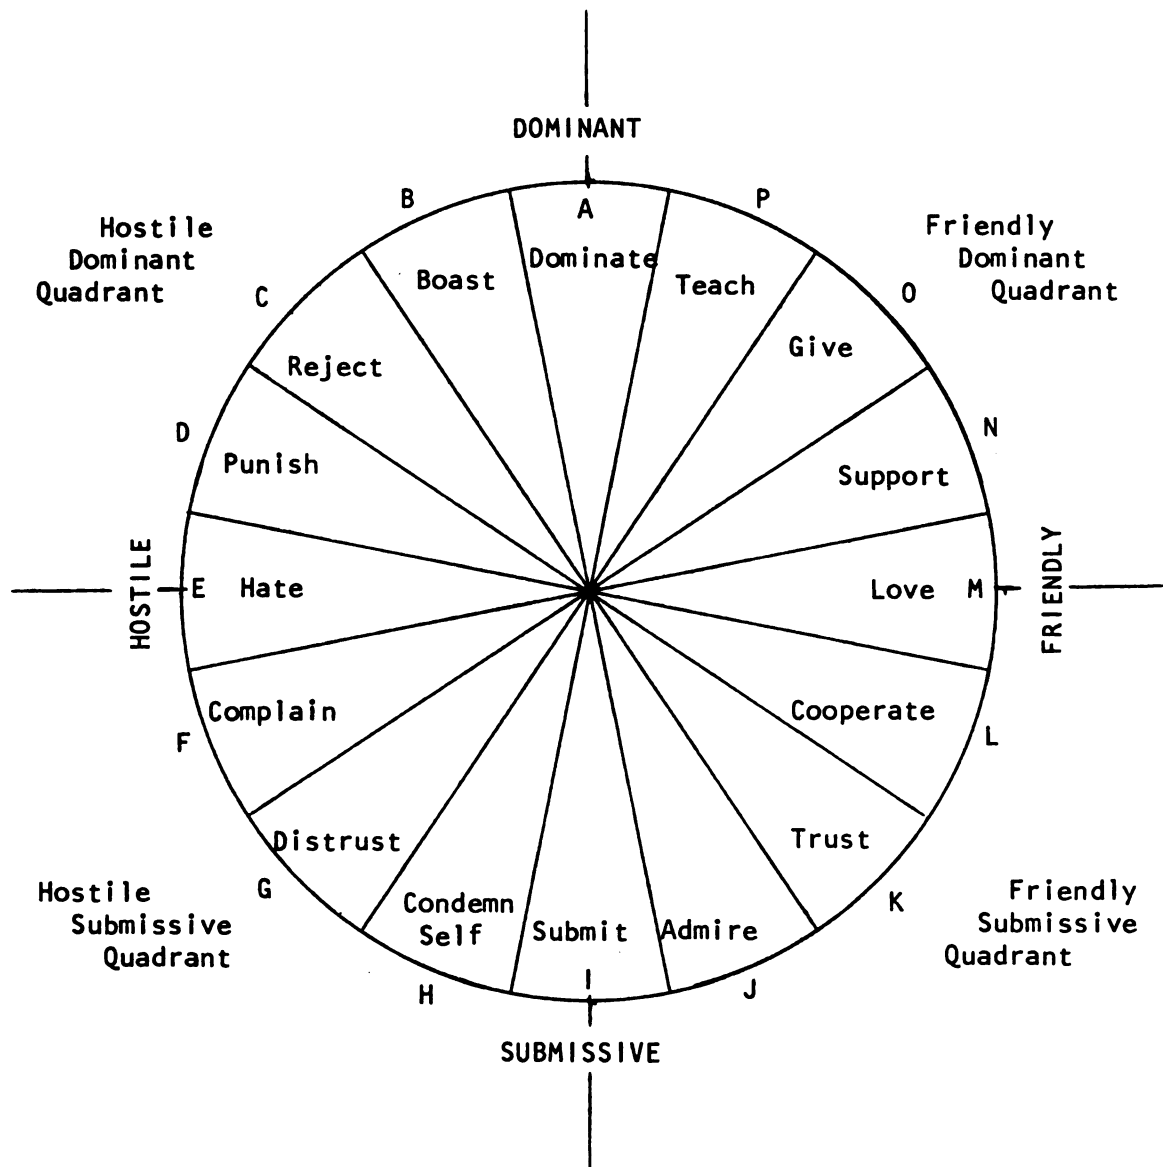 DOMINANT
B
A
P
Hostile
Dominant
Quadrant
Friendly
Dominant
Quadrant
C
O
Boast
Dominate
Teach
Reject
Give
D
N
Punish
Support
HOSTILE
E
Hate
Love
M
FRIENDLY
Complain
Cooperate
F
L
Distrust
Trust
G
K
Hostile
Submissive
Quadrant
Condemn
Self
Submit
Admire
Friendly
Submissive
Quadrant
H
I
J
SUBMISSIVE